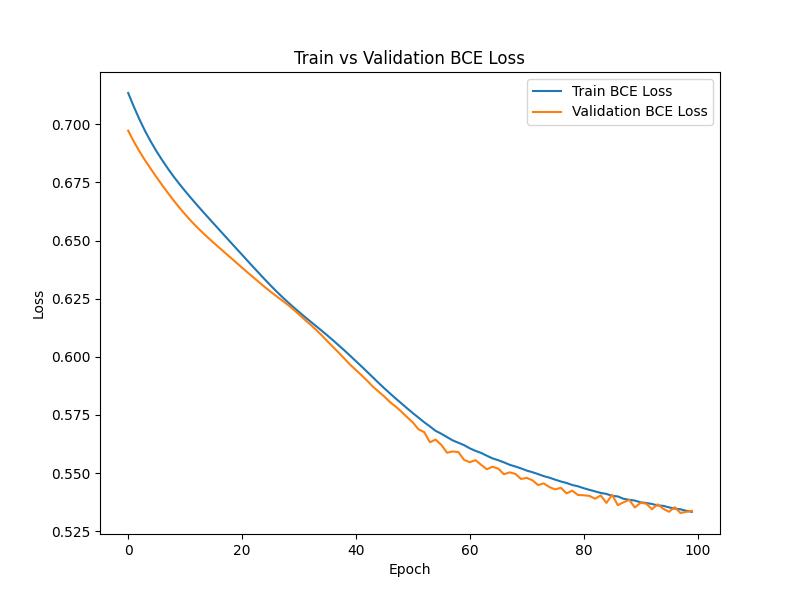 Train vs Validation BCE Loss
Train BCE Loss
Validation BCE Loss
0.700
0.675
0.650
0.625
0.600
0.575
0.550
0.525
Loss
0
20
40
60
80
100
Epoch